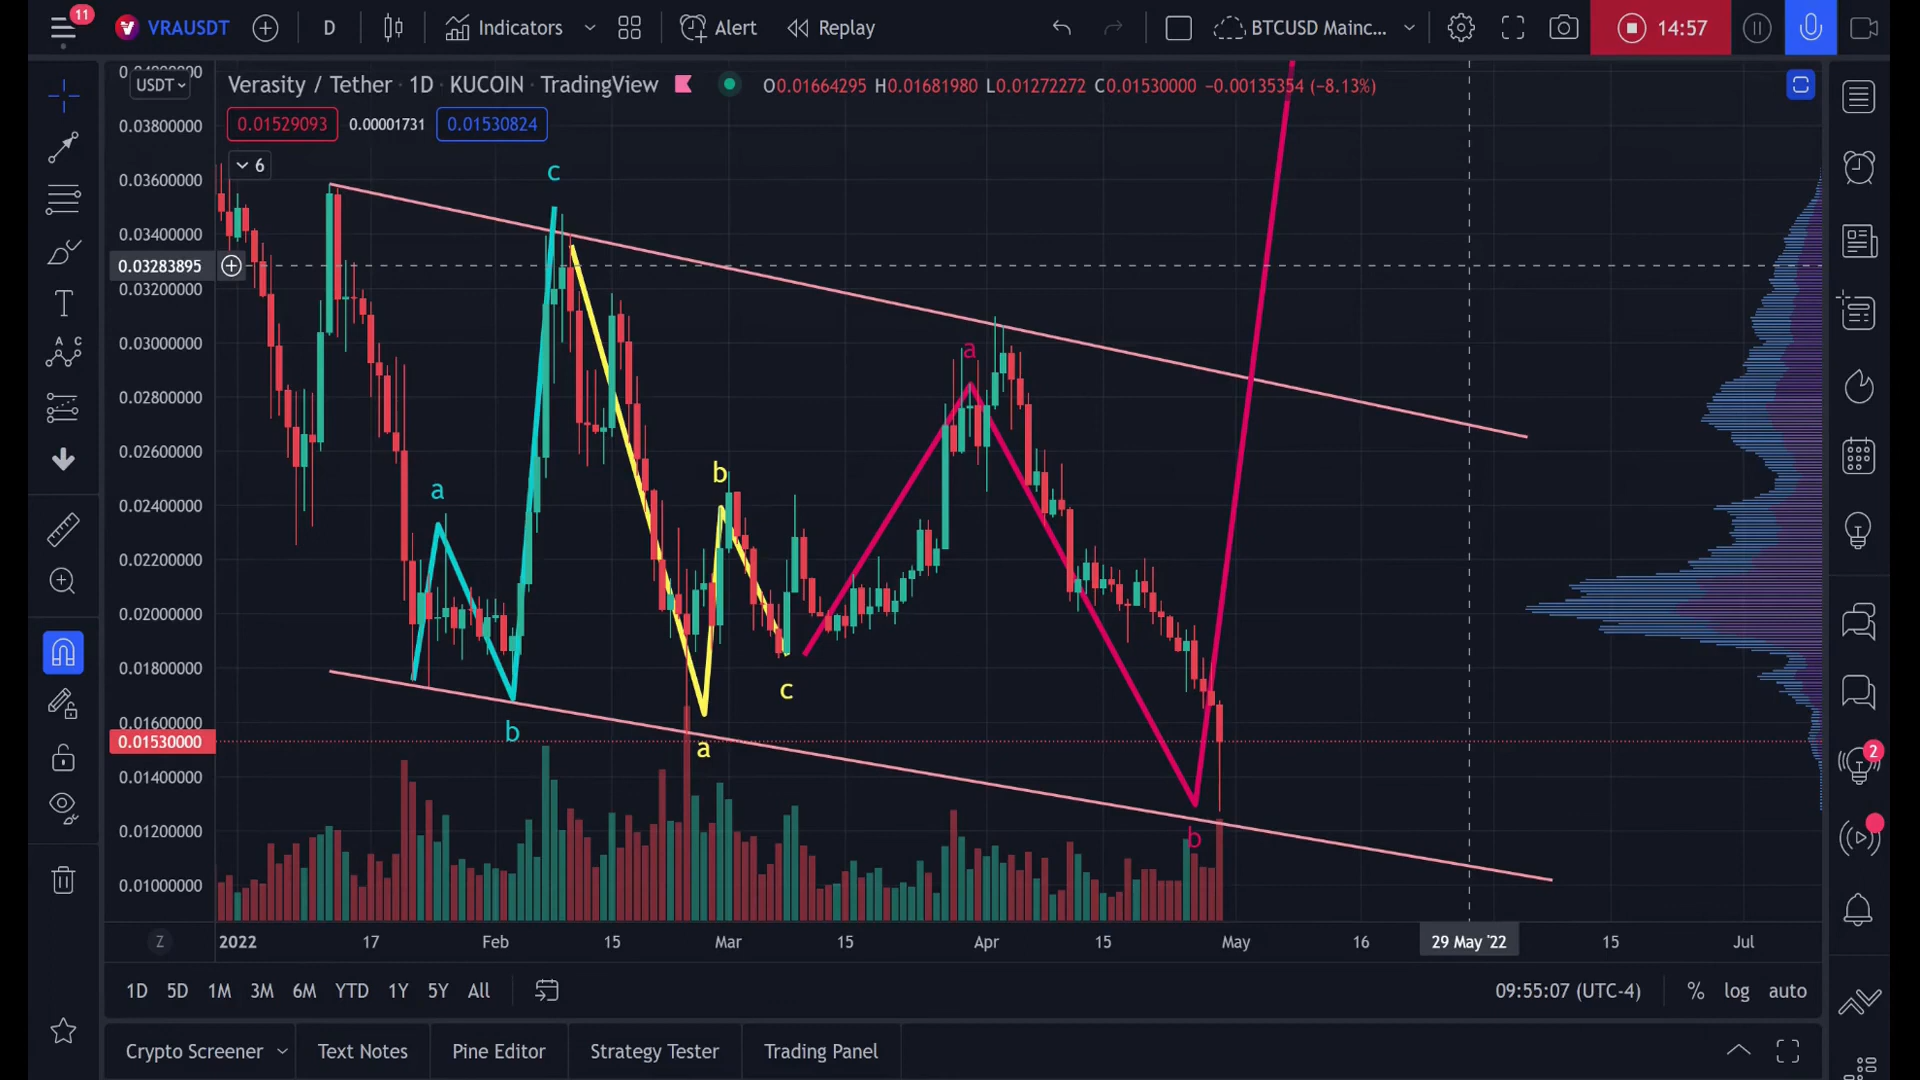 11
VRAUSDT
D
Indicators
Alert
Replay
BTCUSD Mainc...
14:57
USDT
Verasity / Tether · 1D · KUCOIN · TradingView
O0.01664295 H0.01681980 L0.01272272 C0.01530000 −0.00135354 (−8.13%)
0.01529093
0.00001731
0.01530824
6
0.03800000
0.03600000
0.03400000
0.03283895
0.03200000
0.03000000
0.02800000
0.02600000
0.02400000
0.02200000
0.02000000
0.01800000
0.01600000
0.01530000
0.01400000
0.01200000
0.01000000
c
a
b
b
a
c
a
b
A C
2
Z
2022
17
Feb
15
Mar
15
Apr
15
May
16
29 May '22
15
Jul
1D
5D
1M
3M
6M
YTD
1Y
5Y
All
09:55:07 (UTC-4)
%
log
auto
Crypto Screener
Text Notes
Pine Editor
Strategy Tester
Trading Panel